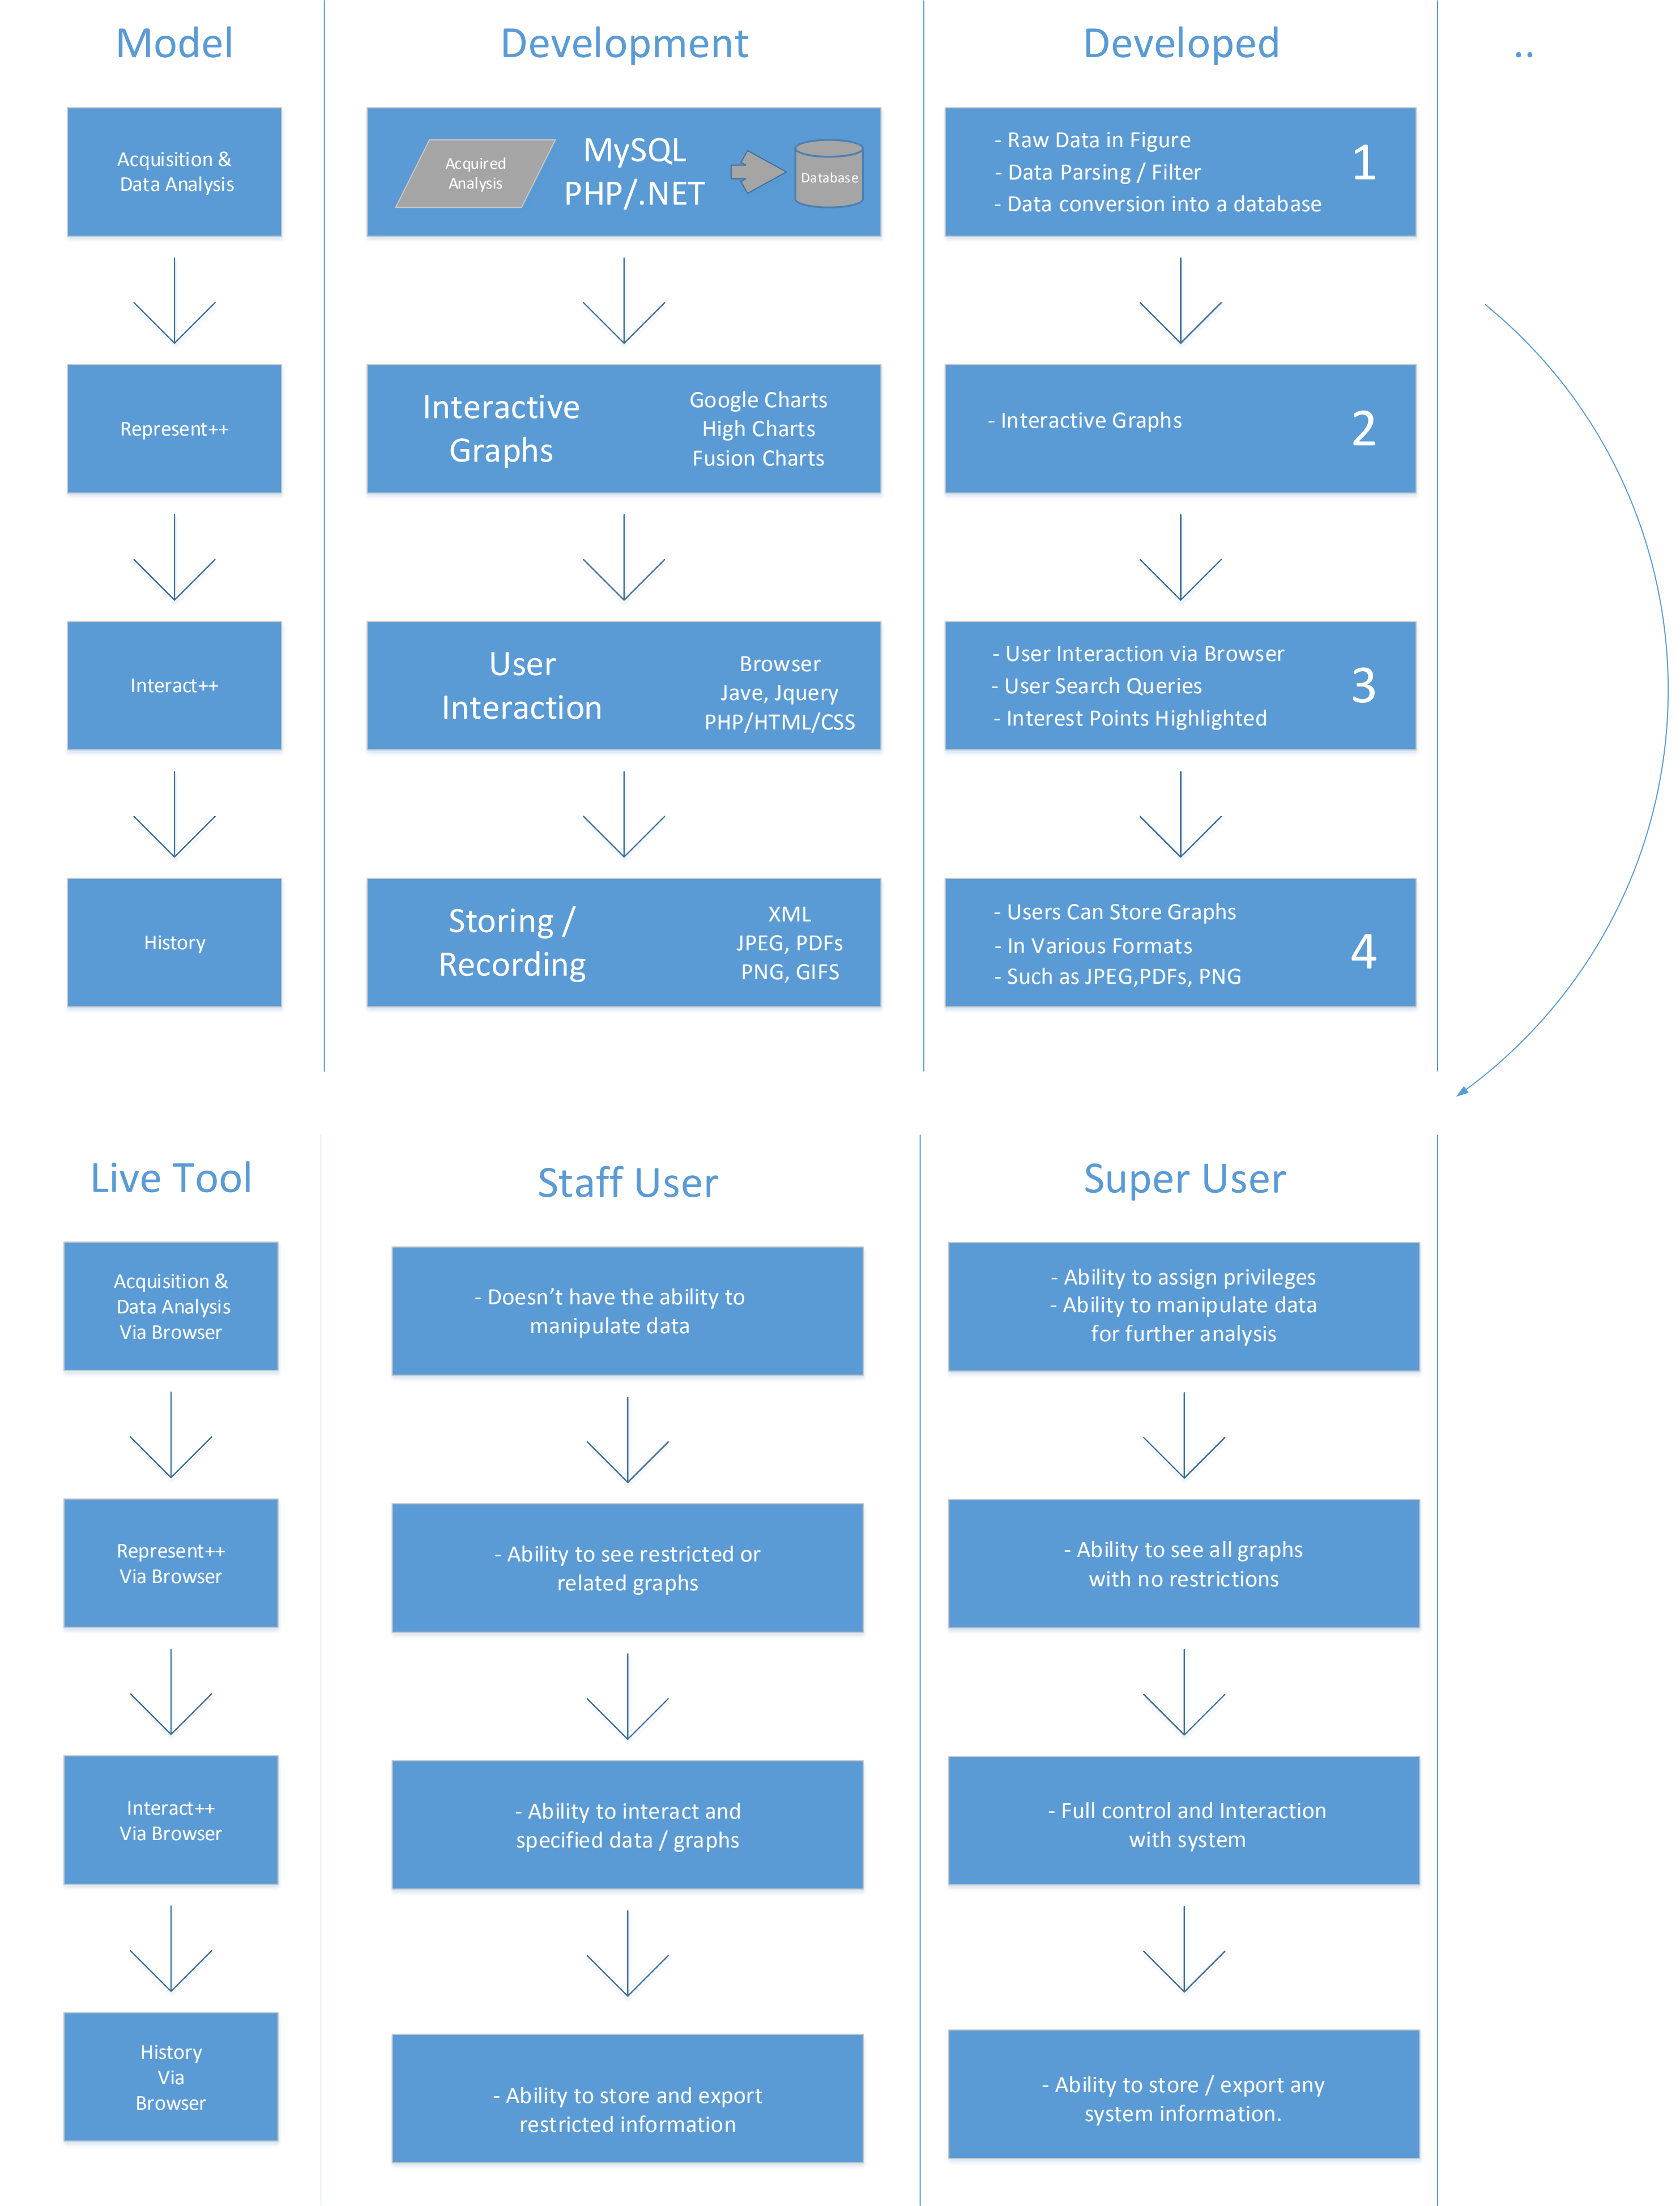 Model
Development
Developed
..
Acquisition &
Data Analysis
Acquired
Analysis
MySQL
PHP/.NET
Database
- Raw Data in Figure
- Data Parsing / Filter
- Data conversion into a database
1
Represent++
Interactive
Graphs
Google Charts
High Charts
Fusion Charts
- Interactive Graphs
2
Interact++
User
Interaction
Browser
Jave, Jquery
PHP/HTML/CSS
- User Interaction via Browser
- User Search Queries
- Interest Points Highlighted
3
History
Storing /
Recording
XML
JPEG, PDFs
PNG, GIFS
- Users Can Store Graphs
- In Various Formats
- Such as JPEG,PDFs, PNG
4
Live Tool
Staff User
Super User
Acquisition &
Data Analysis
Via Browser
- Doesn’t have the ability to
manipulate data
- Ability to assign privileges
- Ability to manipulate data
for further analysis
Represent++
Via Browser
- Ability to see restricted or
related graphs
- Ability to see all graphs
with no restrictions
Interact++
Via Browser
- Ability to interact and
specified data / graphs
- Full control and Interaction
with system
History
Via
Browser
- Ability to store and export
restricted information
- Ability to store / export any
system information.